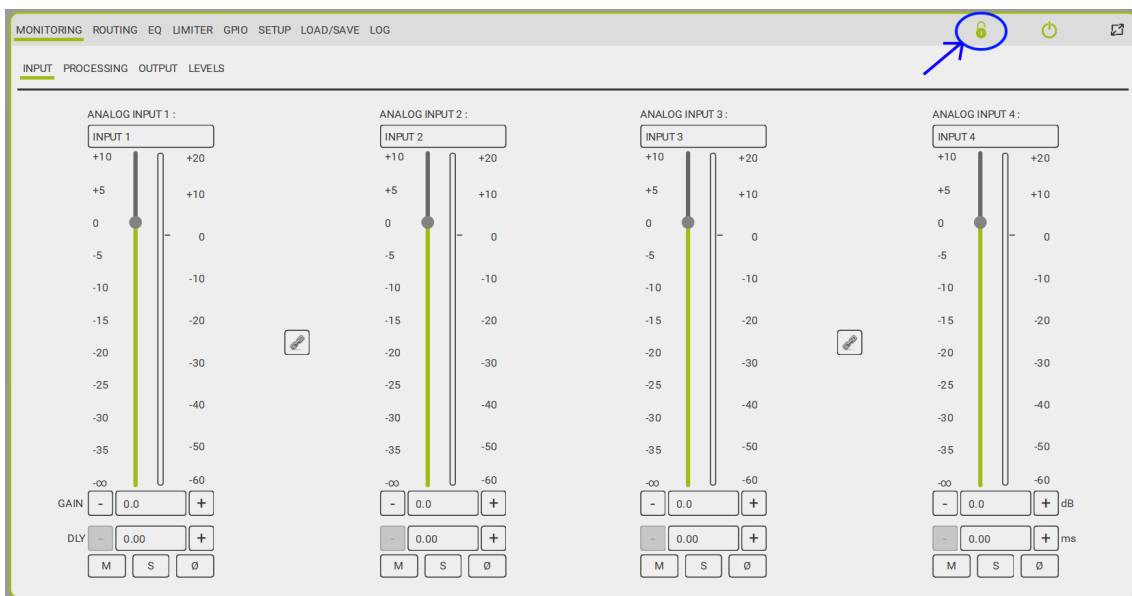 MONITORING ROUTING EQ LIMITER GPIO SETUP LOAD/SAVE LOG
INPUT PROCESSING OUTPUT LEVELS
ANALOG INPUT 1 : ANALOG INPUT 2 : ANALOG INPUT 3 : ANALOG INPUT 4 :
INPUT 1 INPUT 2 INPUT 3 INPUT 4
+10 +20 +10 +20 +10 +20 +10 +20
+5 +10 +5 +10 +5 +10 +5 +10
0 0 0 0 0 0 0 0
-5 -5 -5 -5
-10 -10 -10 -10 -10 -10 -10 -10
-15 -20 -15 -20 -15 -20 -15 -20
-20 -30 -20 -30 -20 -30 -20 -30
-25 -40 -25 -40 -25 -40 -25 -40
-30 -30 -30 -30
-35 -50 -35 -50 -35 -50 -35 -50
-∞ -60 -∞ -60 -∞ -60 -∞ -60
GAIN - 0.0 + - 0.0 + - 0.0 + - 0.0 + dB
DLY - 0.00 + - 0.00 + - 0.00 + - 0.00 + ms
M S Ø M S Ø M S Ø M S Ø